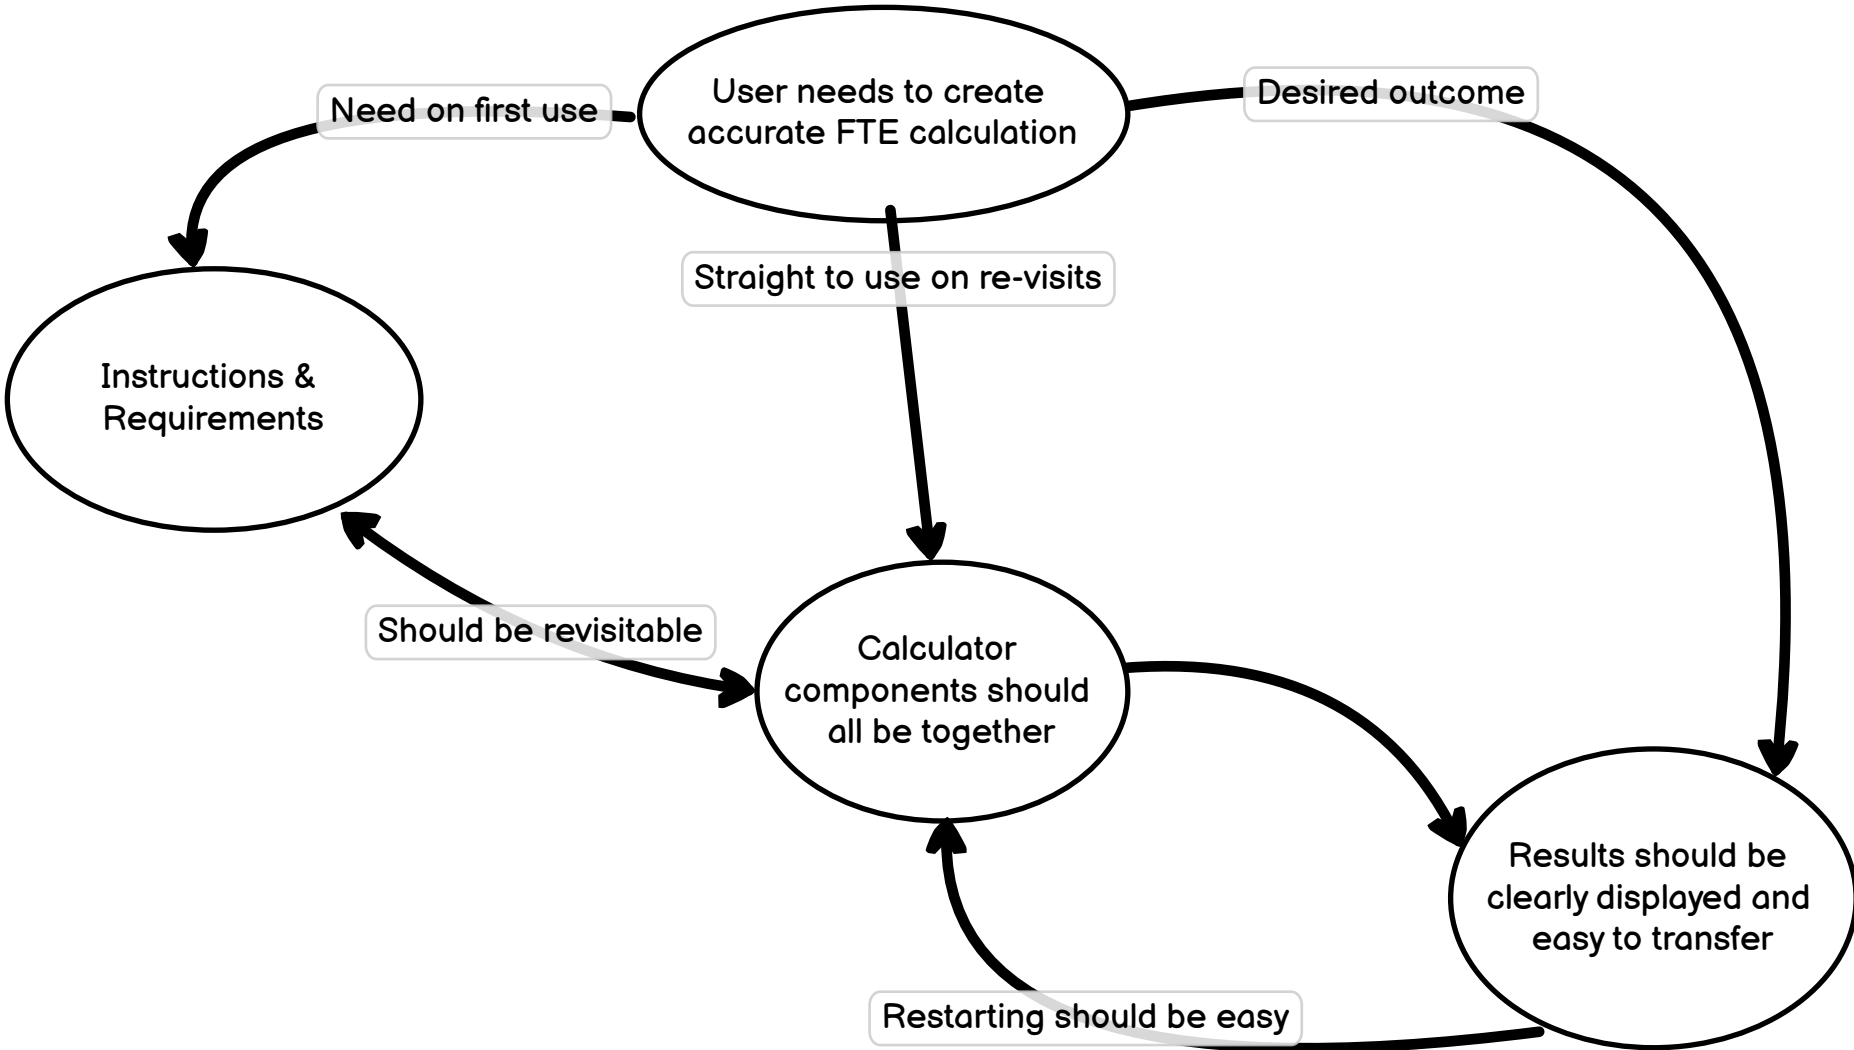 User needs to create
accurate FTE calculation
Need on first use
Desired outcome
Straight to use on re-visits
Instructions &
Requirements
Should be revisitable
Calculator
components should
all be together
Results should be
clearly displayed and
easy to transfer
Restarting should be easy